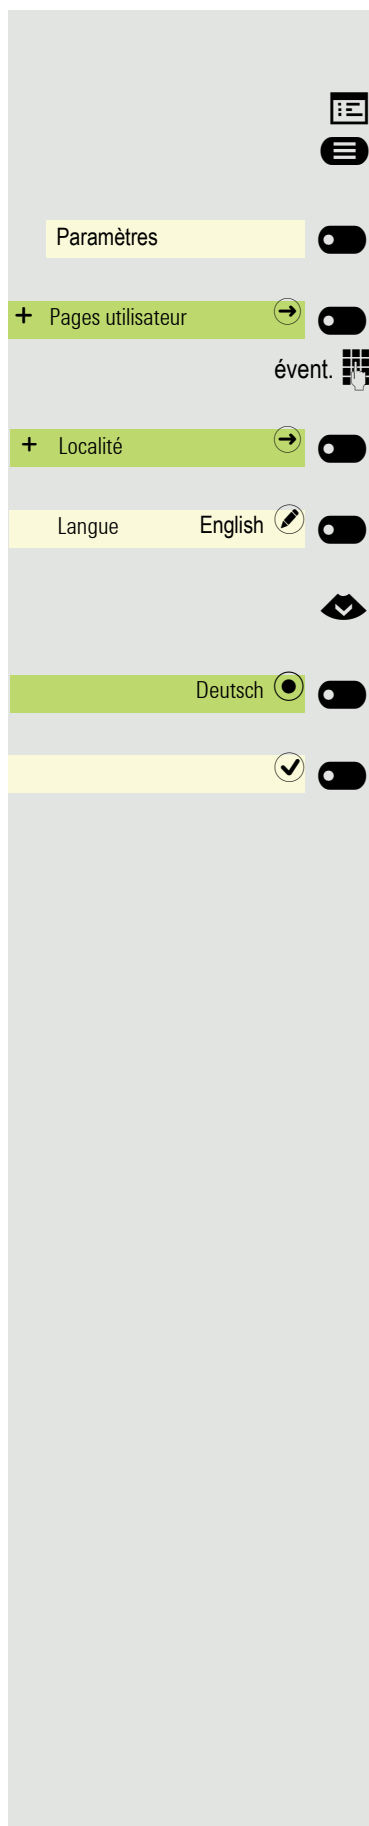 Paramètres
+ Pages utilisateur
évent.
+ Localité
Langue English
Deutsch